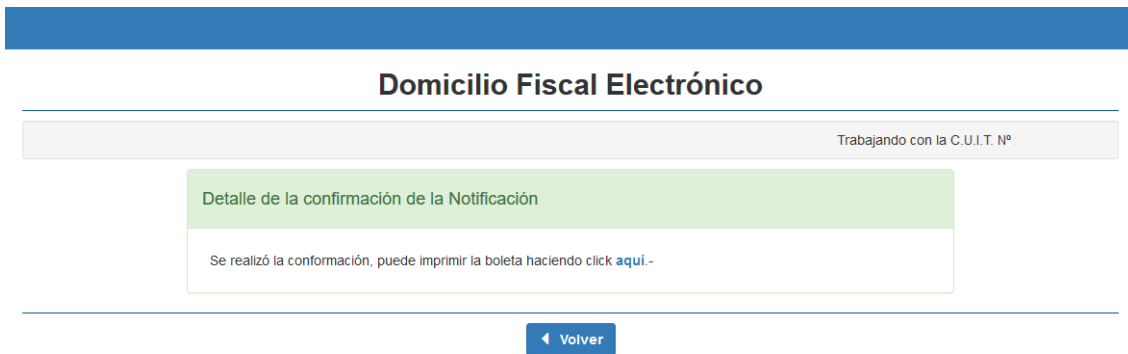 Domicilio Fiscal Electrónico
Trabajando con la C.U.I.T. Nº
Detalle de la confirmación de la Notificación
Se realizó la conformación, puede imprimir la boleta haciendo click aquí.-
Volver